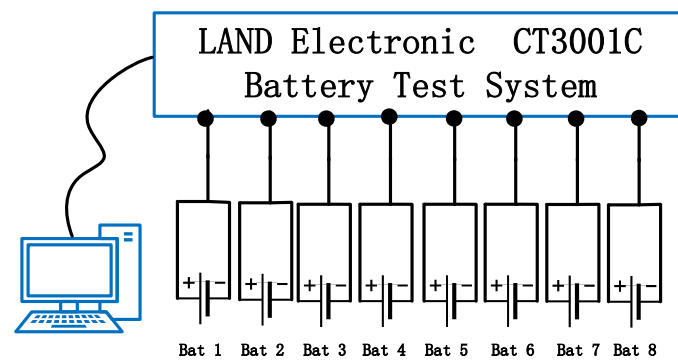 LAND Electronic CT3001C
Battery Test System
+ − + − + − + − + − + − + − + −
Bat 1 Bat 2 Bat 3 Bat 4 Bat 5 Bat 6 Bat 7 Bat 8